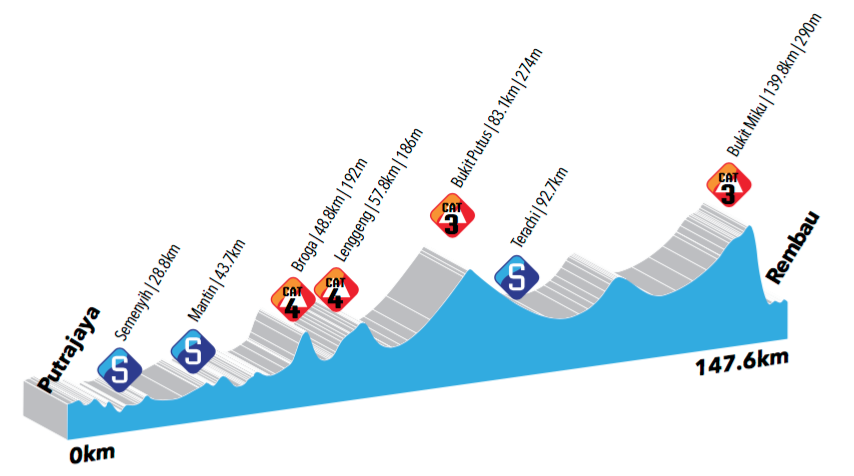 Putrajaya
S
Semenyih | 28.8km
S
Mantin | 43.7km
CAT
4
Broga | 48.8km | 192m
CAT
4
Lenggeng | 57.8km | 186m
CAT
3
Bukit Putus | 83.1km | 274m
S
Terachi | 92.7km
CAT
3
Bukit Miku | 139.8km | 290m
Rembau
0km
147.6km